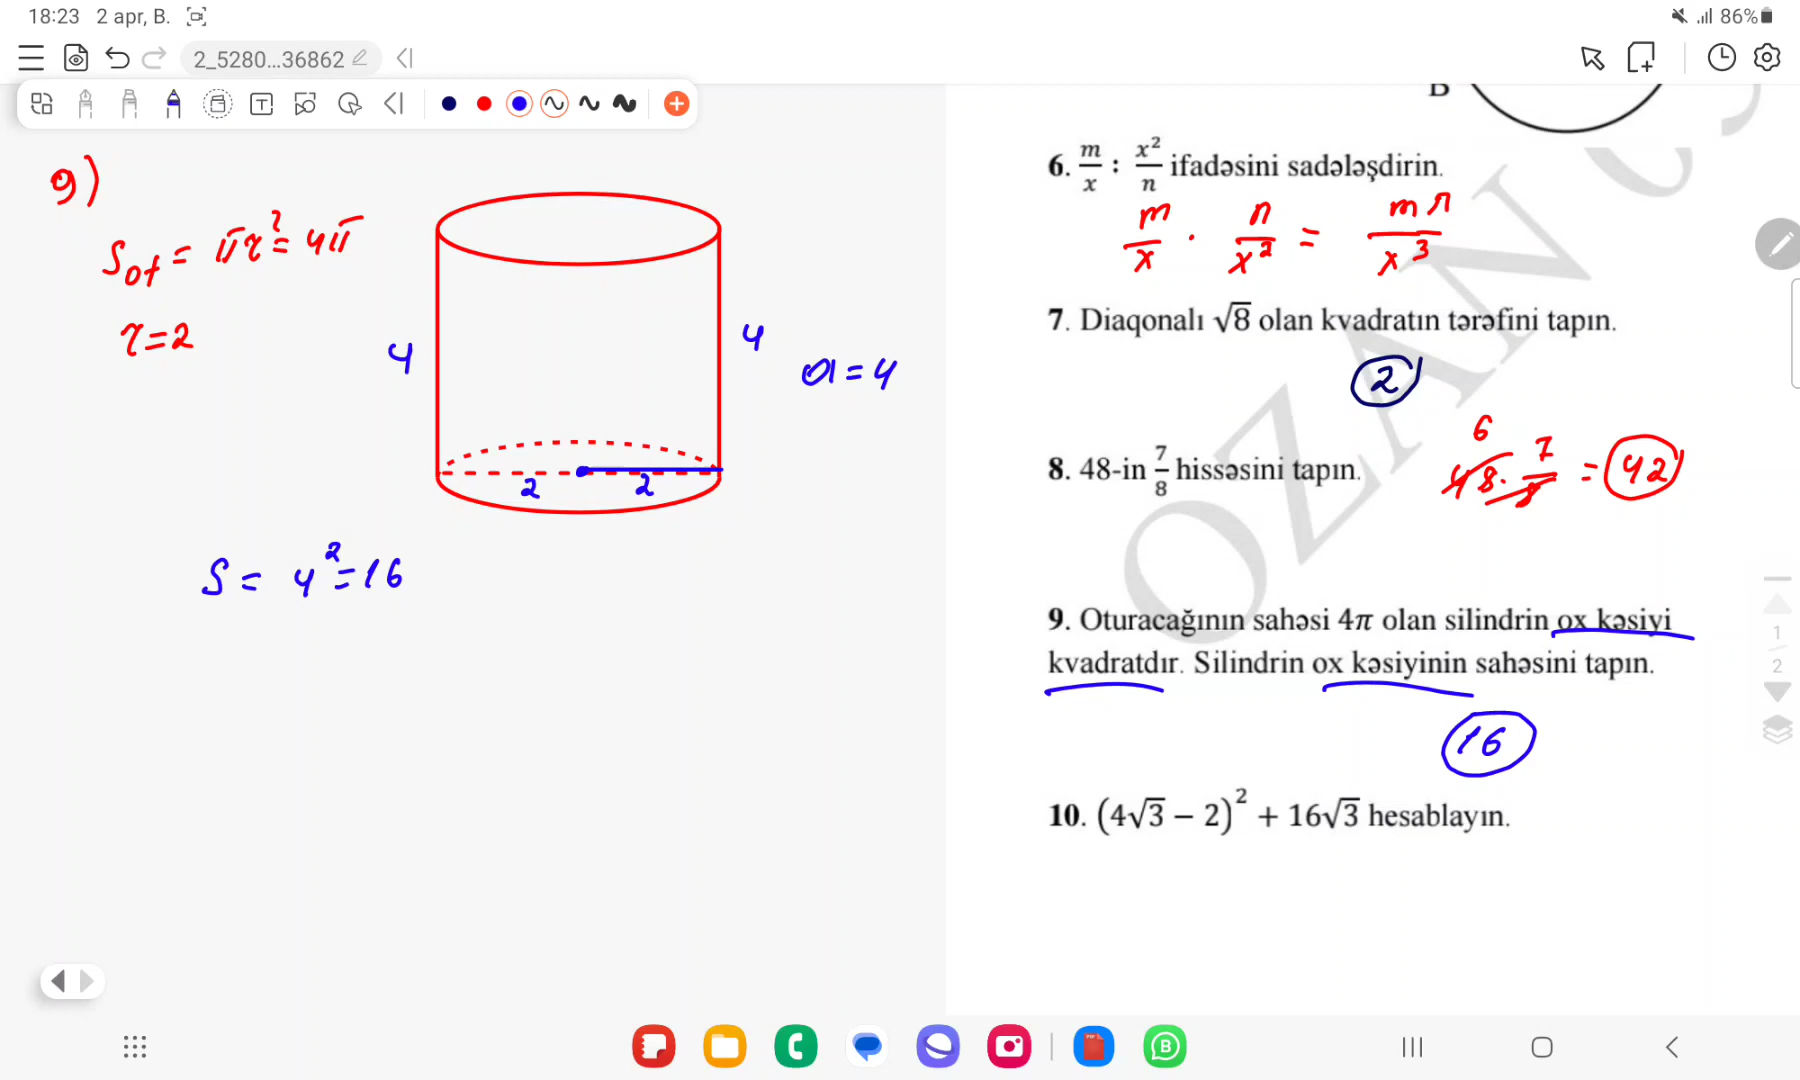 18:23 2 apr, B. 86%
2_5280...36862
9)
Sot = πr² = 4π
r = 2
4
4
a = 4
2 2
S = 4² = 16
B
6. m/x : x²/n ifadəsini sadələşdirin.
m/x · n/x² = mn/x³
7. Diaqonalı √8 olan kvadratın tərəfini tapın.
2
8. 48-in 7/8 hissəsini tapın.
6
48 · 7/8 = 42
9. Oturacağının sahəsi 4π olan silindrin ox kəsiyi
kvadratdır. Silindrin ox kəsiyinin sahəsini tapın.
16
10. (4√3 − 2)² + 16√3 hesablayın.
OZAN
1
2